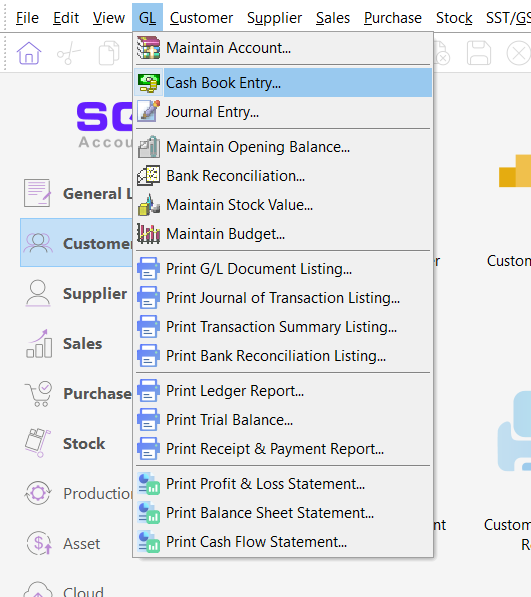 File Edit View GL Customer Supplier Sales Purchase Stock SST/GS
Maintain Account...
Cash Book Entry...
Journal Entry...
Maintain Opening Balance...
Bank Reconciliation...
Maintain Stock Value...
Maintain Budget...
Print G/L Document Listing...
Print Journal of Transaction Listing...
Print Transaction Summary Listing...
Print Bank Reconciliation Listing...
Print Ledger Report...
Print Trial Balance...
Print Receipt & Payment Report...
Print Profit & Loss Statement...
Print Balance Sheet Statement...
Print Cash Flow Statement...
SQ
Accou
General L
Customer
Supplier
Sales
Purchase
Stock
Production
Asset
Cloud
er
Custo
nt
Custom
R